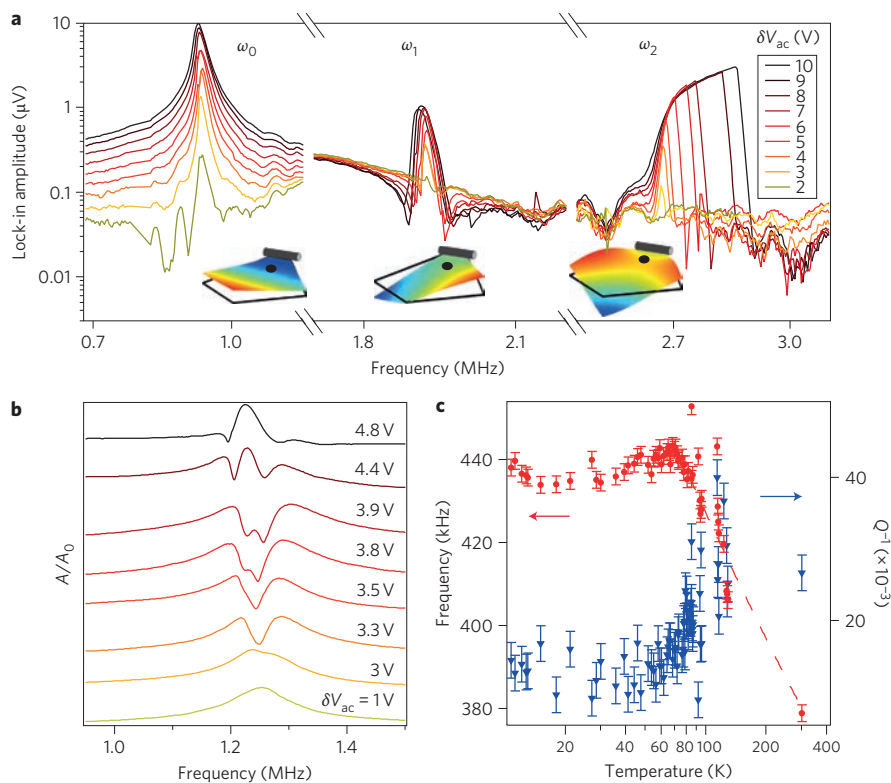 a
ω0
ω1
ω2
δVac (V)
10
9
8
7
6
5
4
3
2
10
1
0.1
0.01
Lock-in amplitude (μV)
0.7
1.0
1.8
2.1
2.7
3.0
Frequency (MHz)
b
4.8 V
4.4 V
3.9 V
3.8 V
3.5 V
3.3 V
3 V
δVac = 1 V
A/A0
1.0
1.2
1.4
Frequency (MHz)
c
440
420
400
380
Frequency (kHz)
40
20
Q−1 (×10−3)
20
40
60
80
100
200
400
Temperature (K)